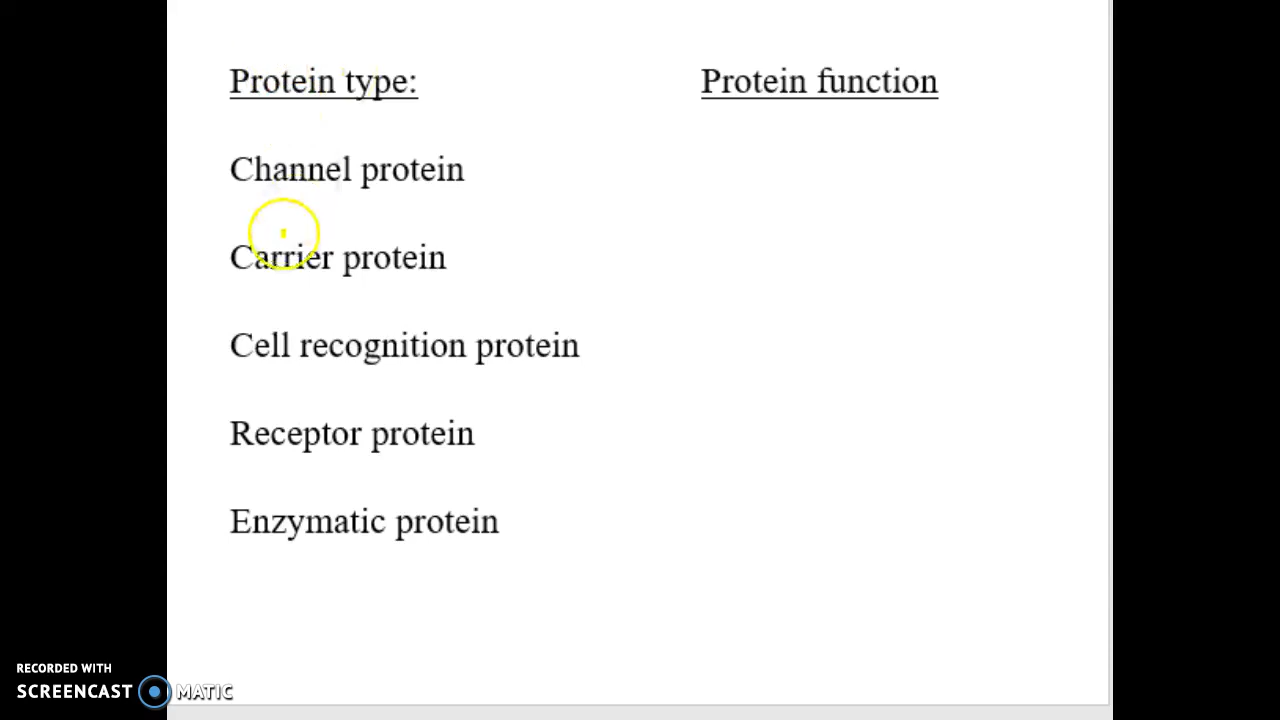 Protein type: Protein function
Channel protein
Carrier protein
Cell recognition protein
Receptor protein
Enzymatic protein
RECORDED WITH
SCREENCAST MATIC